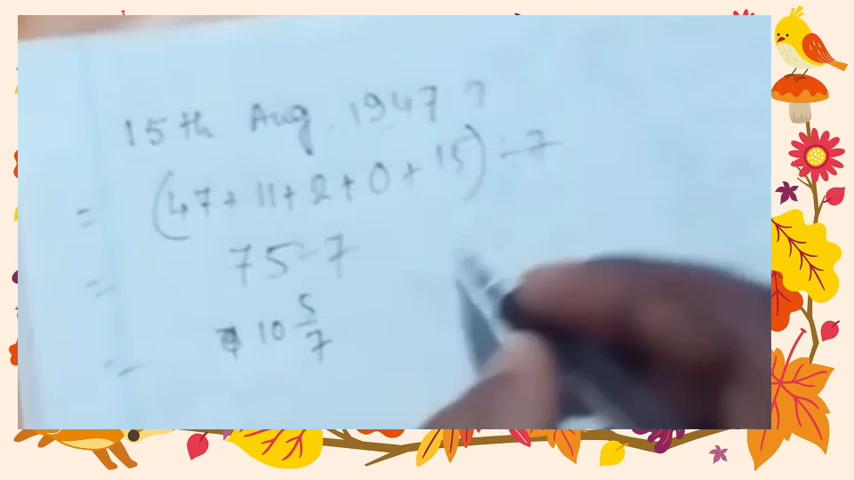 15th Aug. 1947 ?
= (47 + 11 + 2 + 0 + 15) ÷ 7
= 75 ÷ 7
= 10 5/7